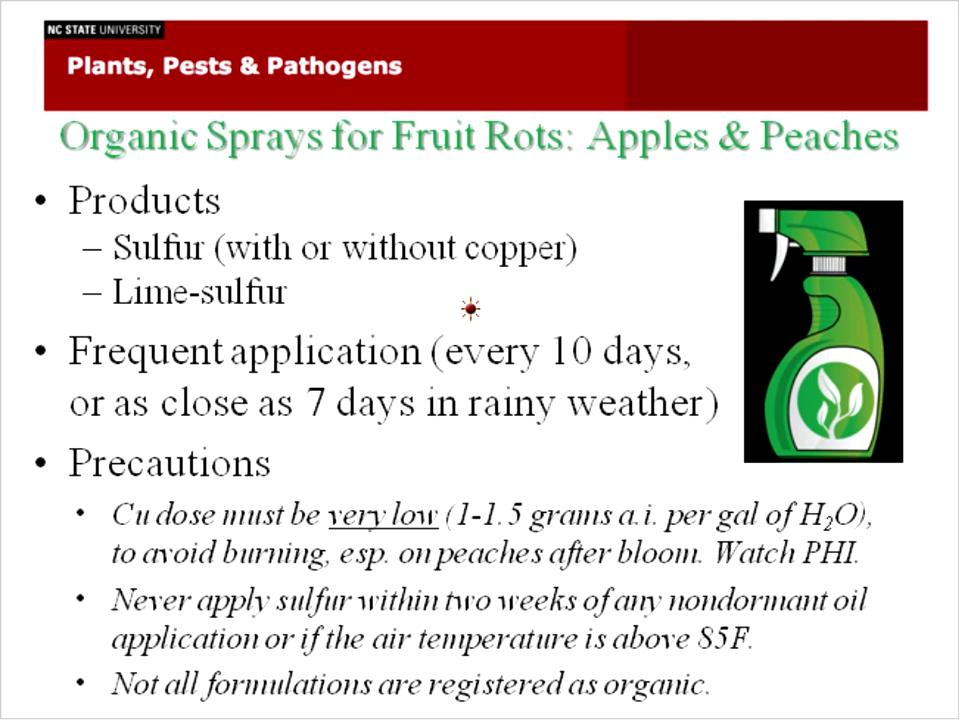 NC STATE UNIVERSITY
Plants, Pests & Pathogens
Organic Sprays for Fruit Rots: Apples & Peaches
• Products
– Sulfur (with or without copper)
– Lime-sulfur
• Frequent application (every 10 days,
or as close as 7 days in rainy weather)
• Precautions
• Cu dose must be very low (1-1.5 grams a.i. per gal of H₂O),
to avoid burning, esp. on peaches after bloom. Watch PHI.
• Never apply sulfur within two weeks of any nondormant oil
application or if the air temperature is above 85F.
• Not all formulations are registered as organic.